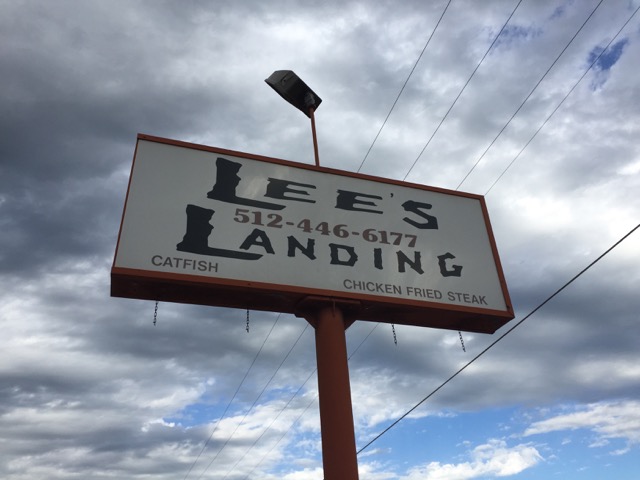 LEE'S
512-446-6177
LANDING
CATFISH
CHICKEN FRIED STEAK